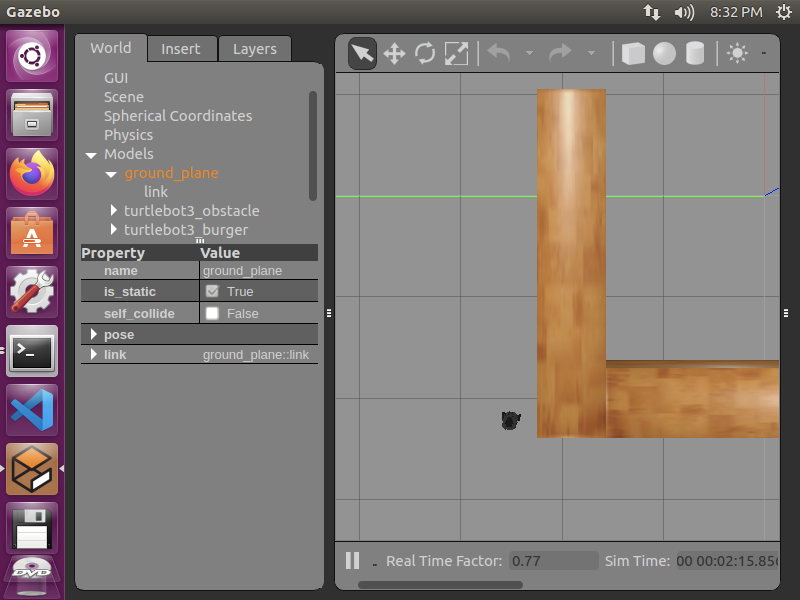 Gazebo
8:32 PM
World Insert Layers
GUI
Scene
Spherical Coordinates
Physics
Models
ground_plane
link
turtlebot3_obstacle
turtlebot3_burger
Property Value
name ground_plane
is_static True
self_collide False
pose
link ground_plane::link
Real Time Factor: 0.77 Sim Time: 00 00:02:15.856
DVD